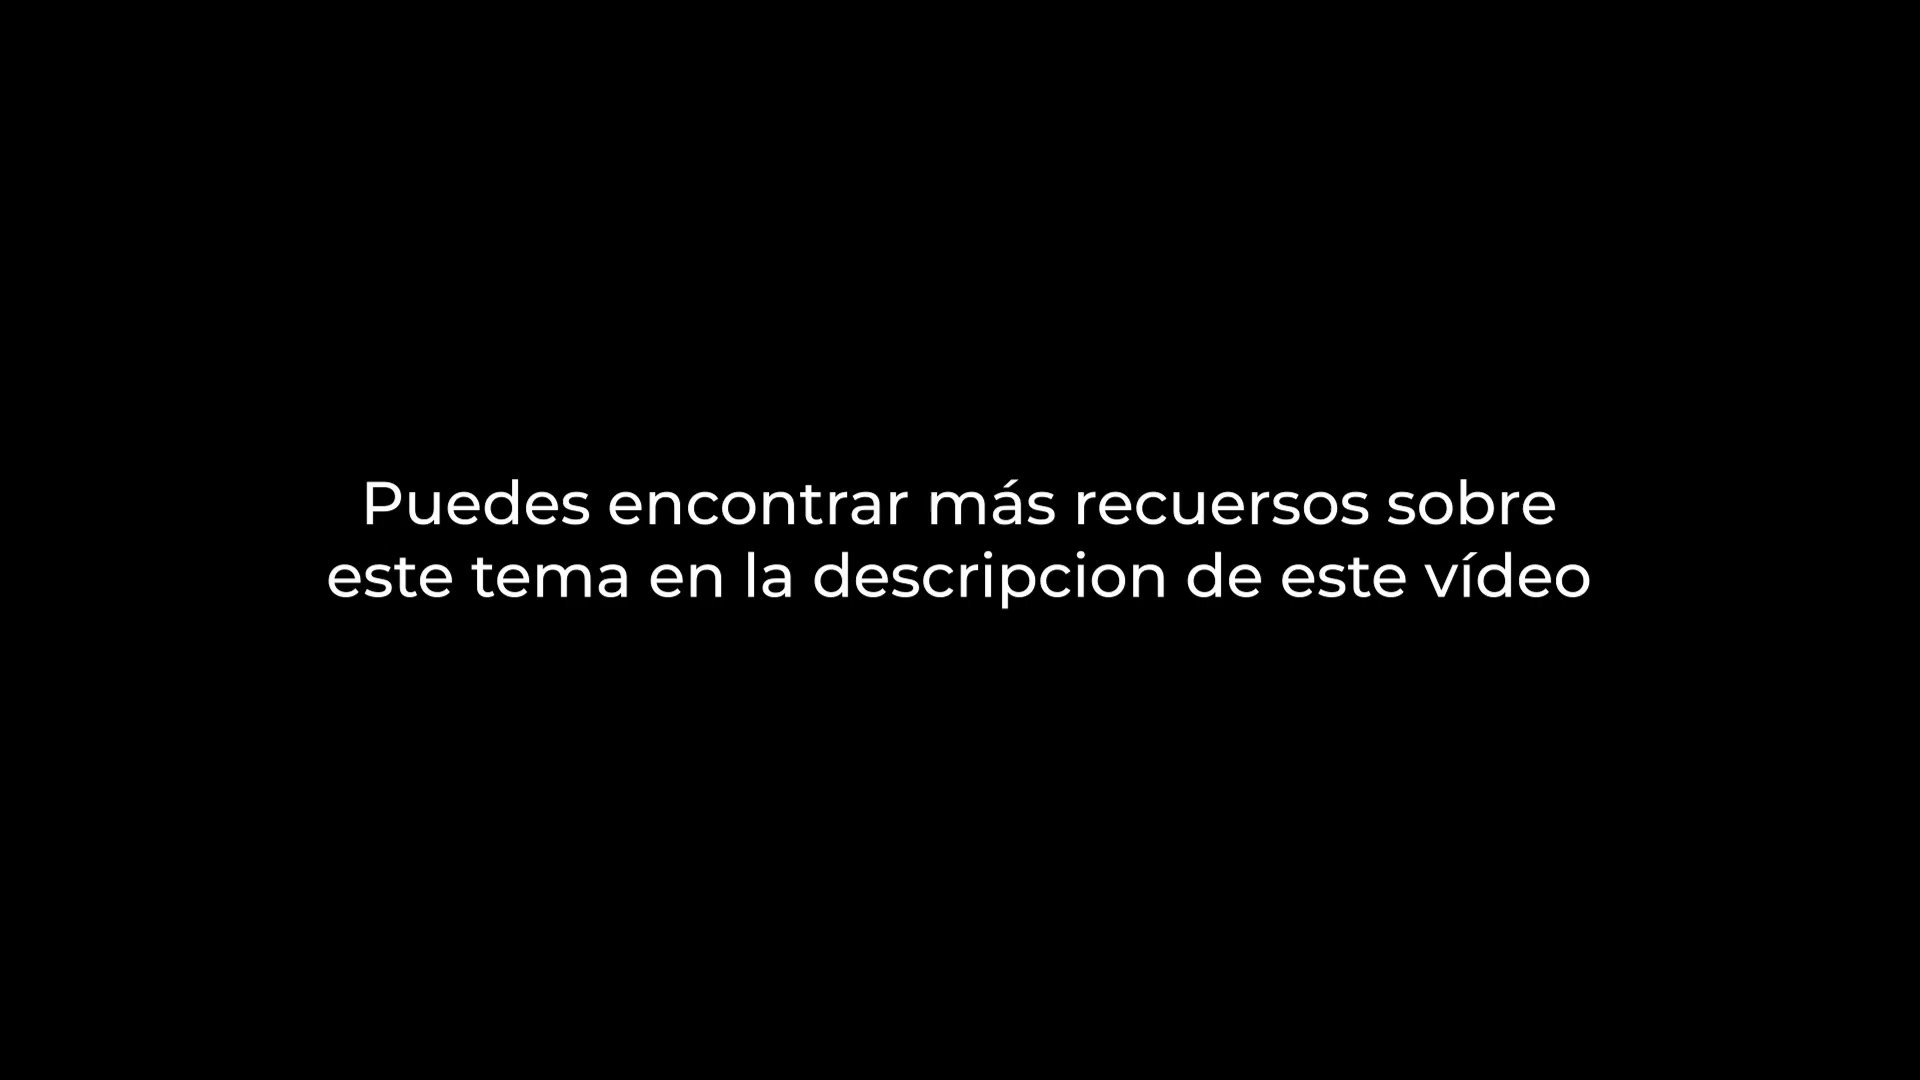 Puedes encontrar más recuersos sobre
este tema en la descripcion de este vídeo